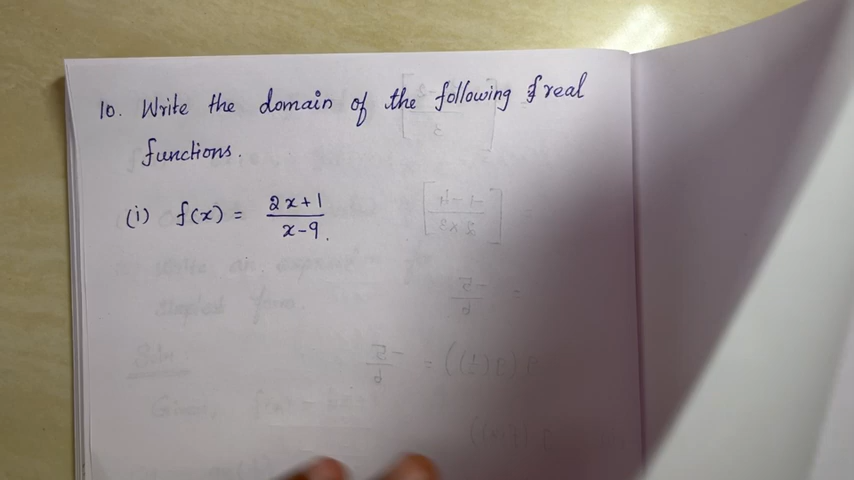 10. Write the domain of the following real
functions.
(i) f(x) = 2x+1 / x-9.